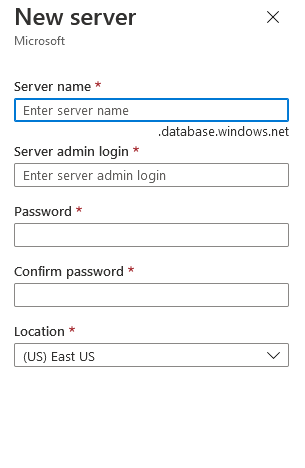 New server
Microsoft
Server name *
Enter server name
.database.windows.net
Server admin login *
Enter server admin login
Password *
Confirm password *
Location *
(US) East US